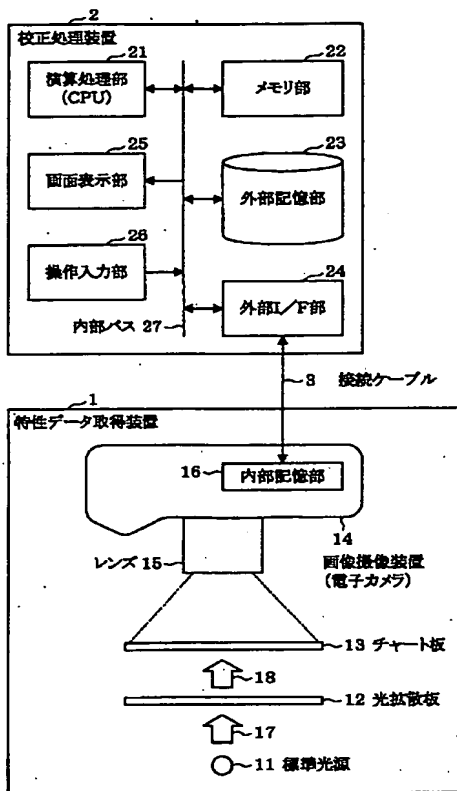 2
校正処理装置
21
演算処理部
(CPU)
22
メモリ部
25
画面表示部
23
外部記憶部
26
操作入力部
24
外部I/F部
内部バス 27
3 接続ケーブル
1
特性データ取得装置
16
内部記憶部
14
画像撮像装置
(電子カメラ)
レンズ 15
13 チャート板
18
12 光拡散板
17
11 標準光源